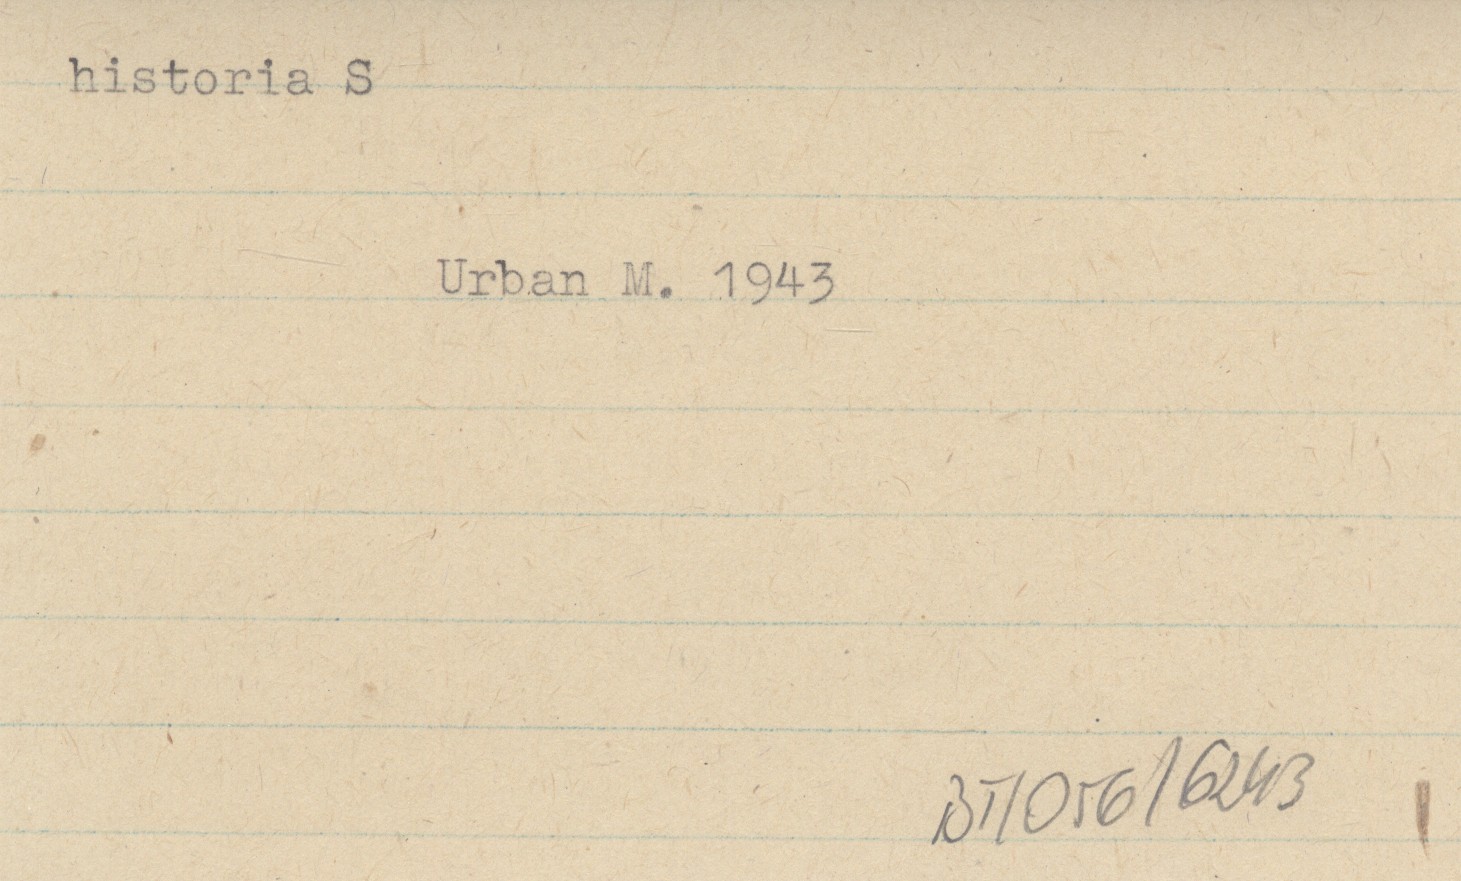 historia S
Urban M. 1943
BT/056/6243